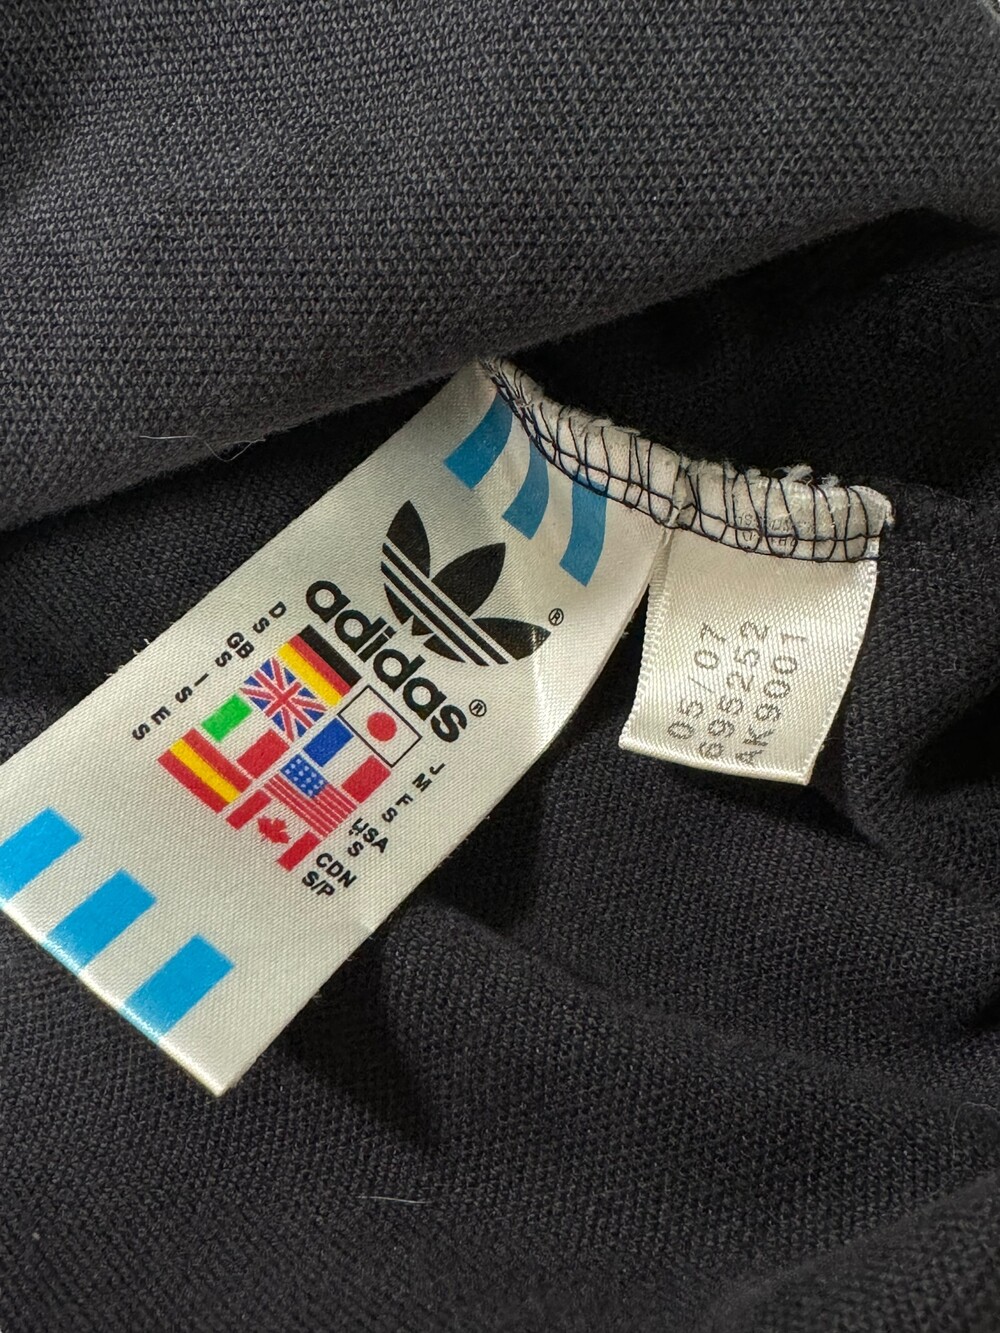 adidas®
®
D S
GB S
I S
E S
J M
F S
USA S
CDN S/P
05/07
695252
AK9001